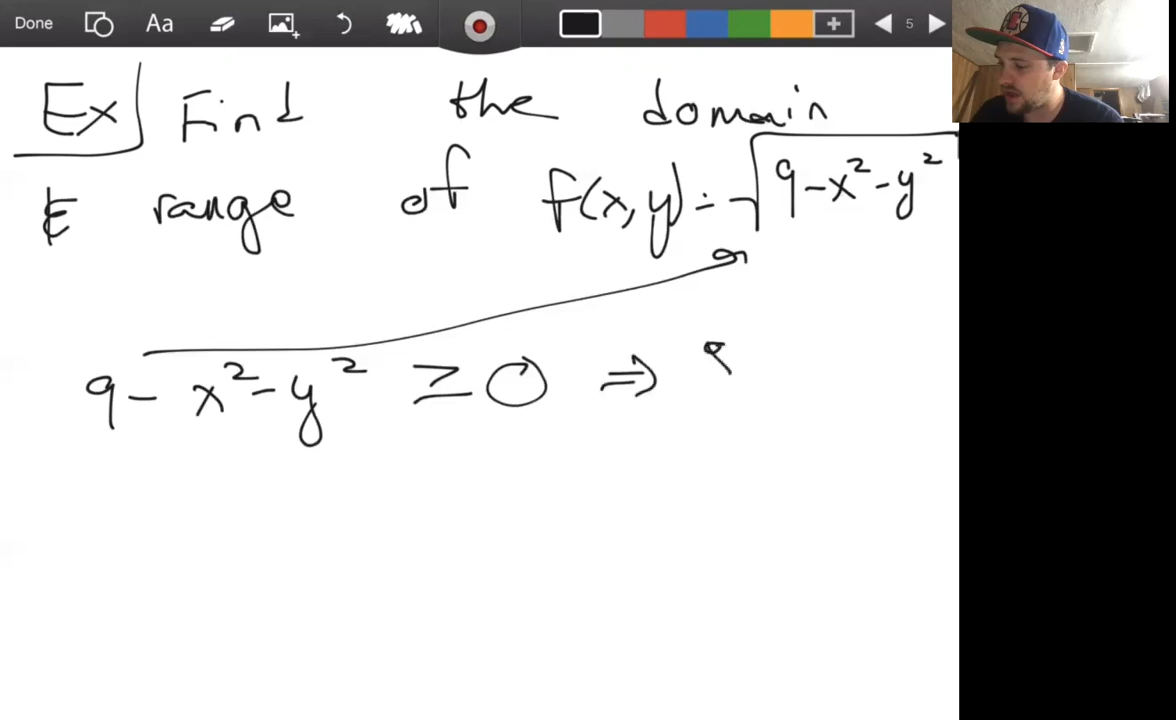 Done Aa 5
Ex Find the domain
& range of f(x,y) = √(9-x²-y²)
9-x²-y² ≥ 0 ⇒ 9